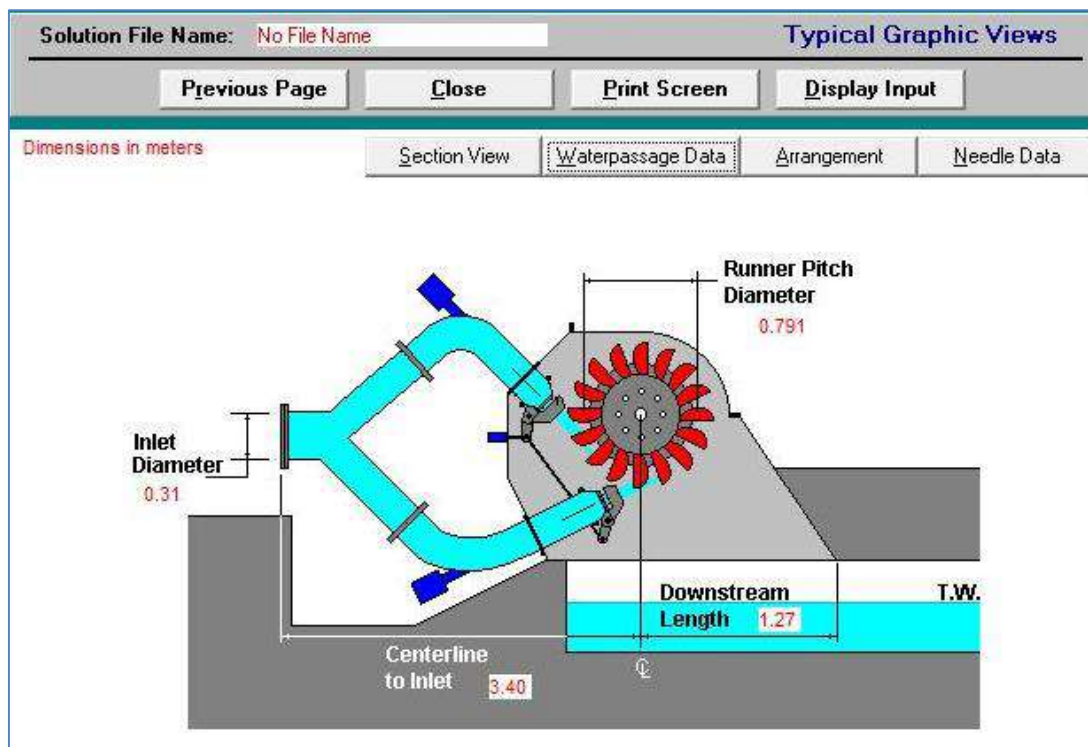 Solution File Name: No File Name
Typical Graphic Views
Previous Page
Close
Print Screen
Display Input
Dimensions in meters
Section View
Waterpassage Data
Arrangement
Needle Data
Runner Pitch
Diameter
0.791
Inlet
Diameter
0.31
Downstream
Length 1.27
T.W.
Centerline
to Inlet 3.40
℄